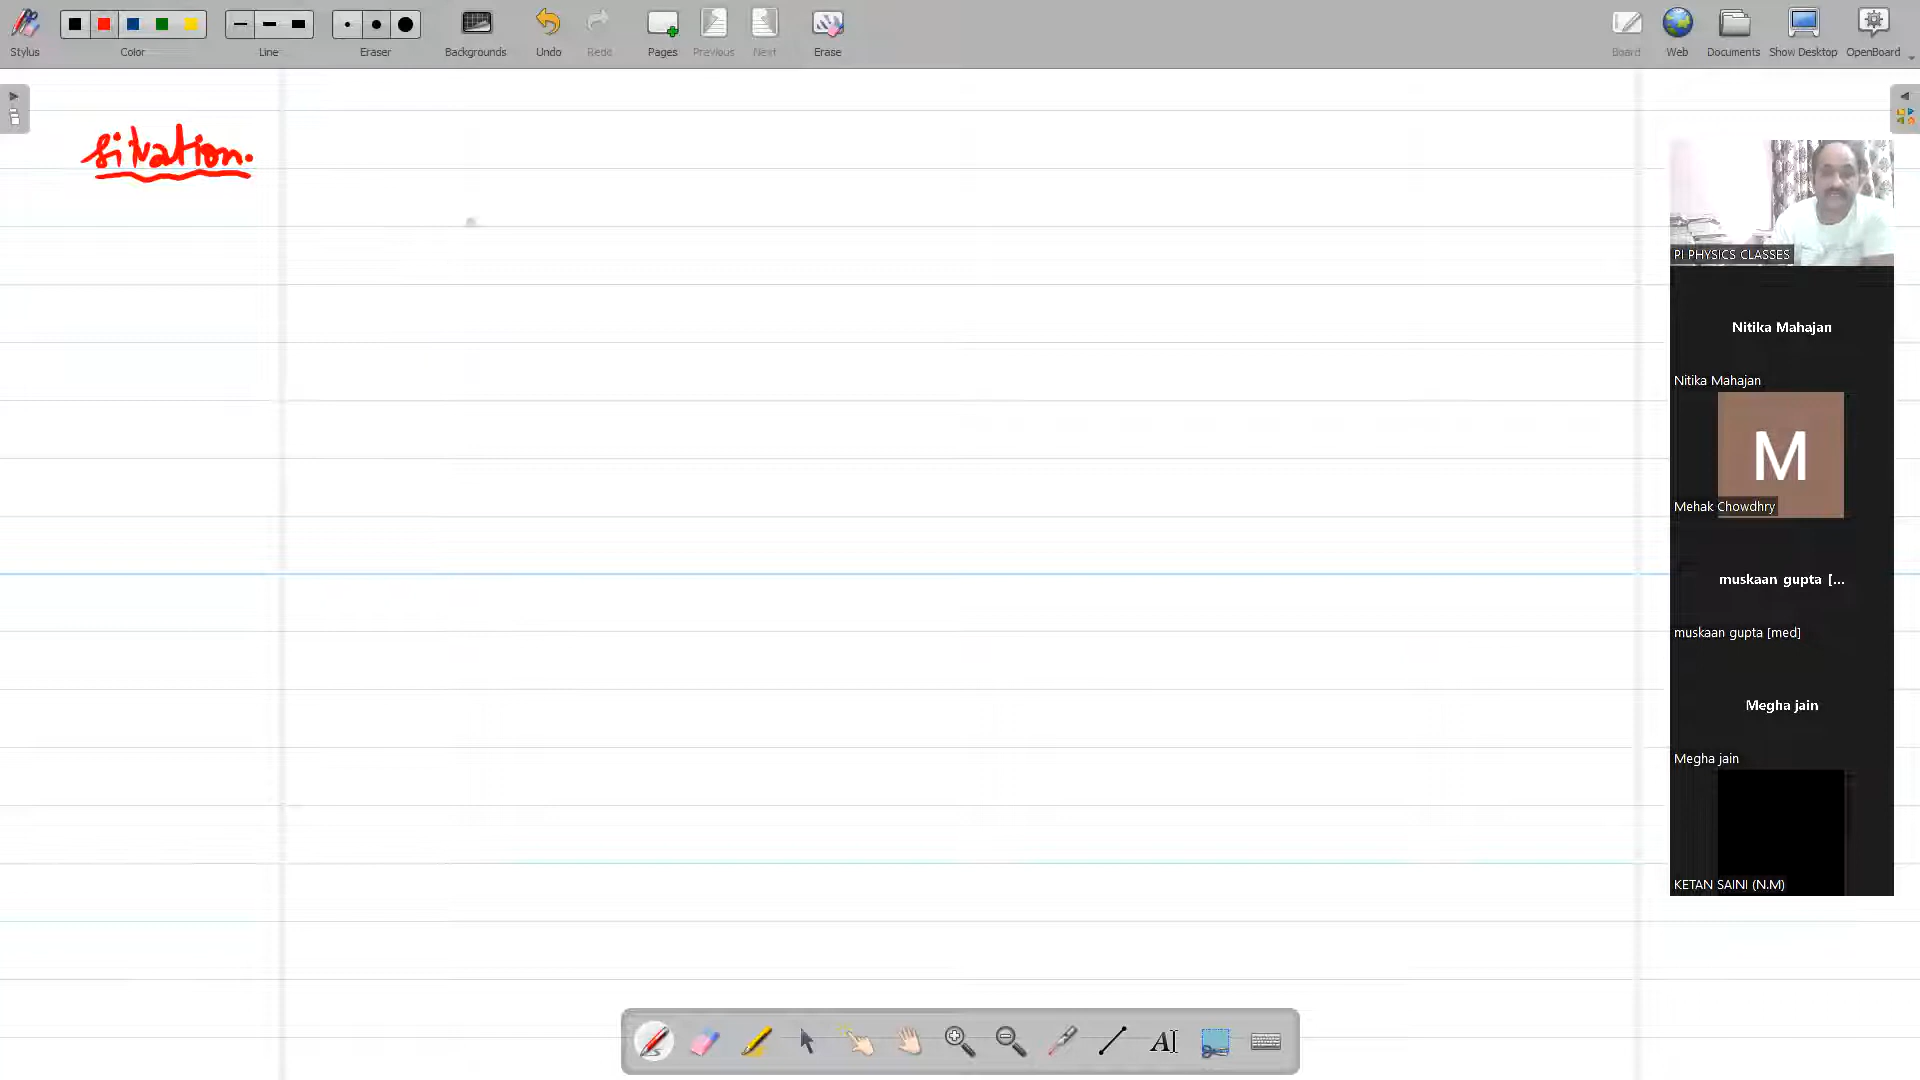 Stylus
Color
Line
Eraser
Backgrounds
Undo
Redo
Pages
Previous
Next
Erase
Board
Web
Documents
Show Desktop
OpenBoard
situation.
PI PHYSICS CLASSES
Nitika Mahajan
Nitika Mahajan
M
Mehak Chowdhry
muskaan gupta [...
muskaan gupta [med]
Megha jain
Megha jain
KETAN SAINI (N.M)
AI